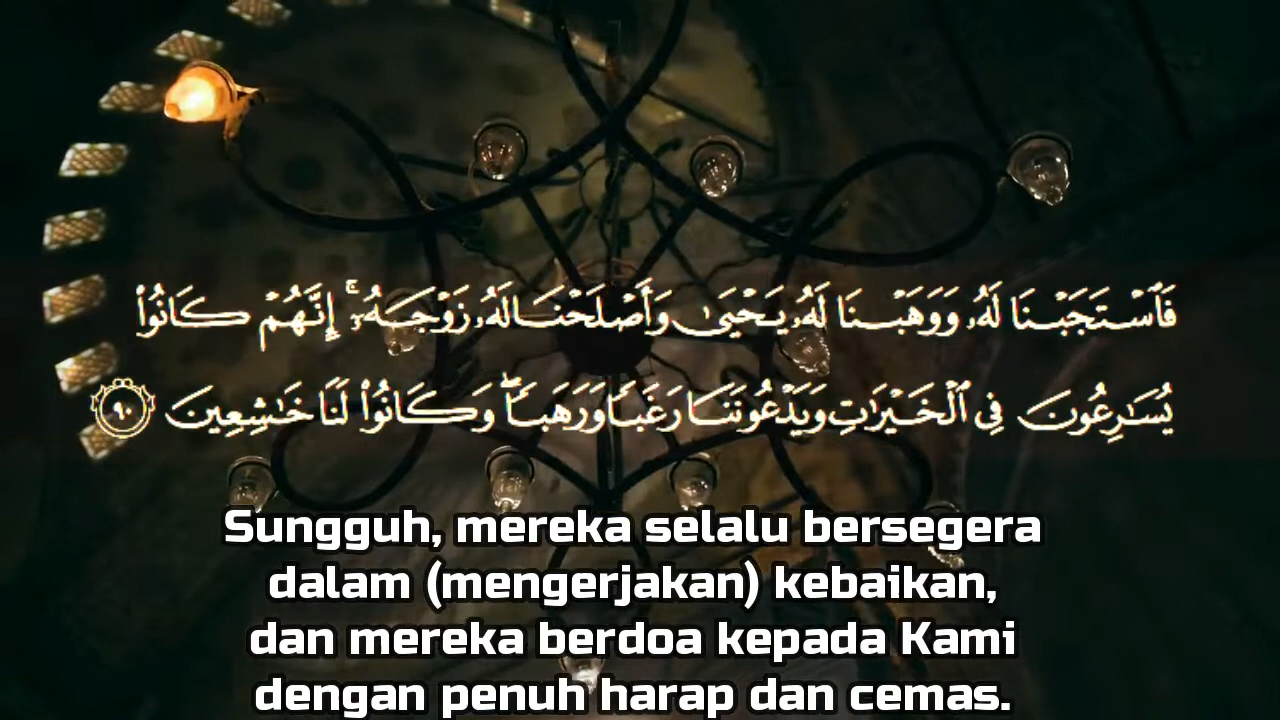 فَٱسْتَجَبْنَا لَهُۥ وَوَهَبْنَا لَهُۥ يَحْيَىٰ وَأَصْلَحْنَا لَهُۥ زَوْجَهُۥٓ ۚ إِنَّهُمْ كَانُوا۟
يُسَٰرِعُونَ فِى ٱلْخَيْرَٰتِ وَيَدْعُونَنَا رَغَبًا وَرَهَبًا ۖ وَكَانُوا۟ لَنَا خَٰشِعِينَ ٩٠
Sungguh, mereka selalu bersegera
dalam (mengerjakan) kebaikan,
dan mereka berdoa kepada Kami
dengan penuh harap dan cemas.